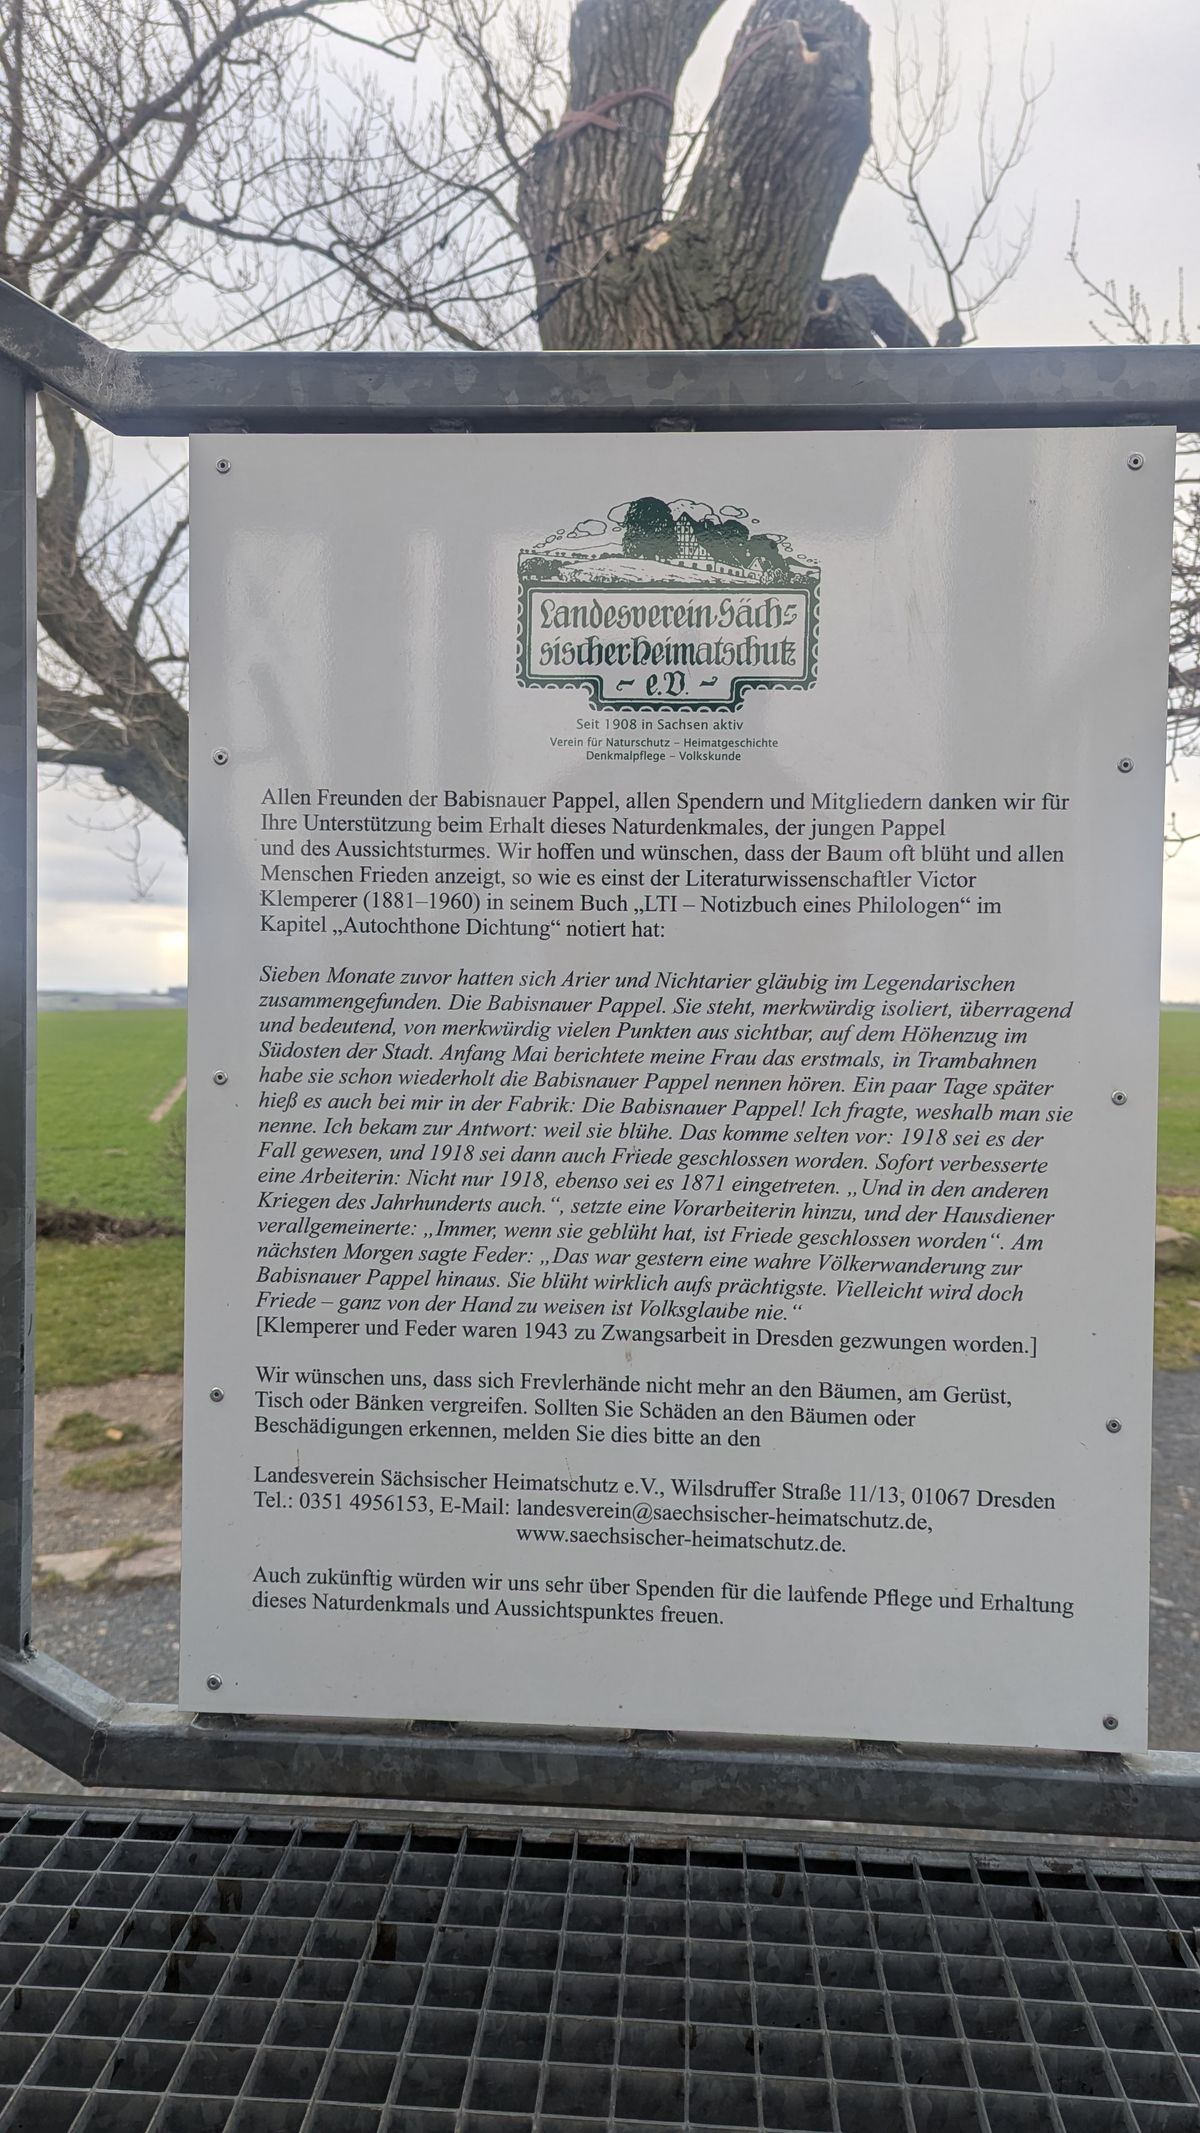 Landesverein Säch-
sischer Heimatschutz
- e.V. -
Seit 1908 in Sachsen aktiv
Verein für Naturschutz – Heimatgeschichte
Denkmalpflege – Volkskunde
Allen Freunden der Babisnauer Pappel, allen Spendern und Mitgliedern danken wir für
Ihre Unterstützung beim Erhalt dieses Naturdenkmales, der jungen Pappel
und des Aussichtsturmes. Wir hoffen und wünschen, dass der Baum oft blüht und allen
Menschen Frieden anzeigt, so wie es einst der Literaturwissenschaftler Victor
Klemperer (1881–1960) in seinem Buch „LTI – Notizbuch eines Philologen“ im
Kapitel „Autochthone Dichtung“ notiert hat:
Sieben Monate zuvor hatten sich Arier und Nichtarier gläubig im Legendarischen
zusammengefunden. Die Babisnauer Pappel. Sie steht, merkwürdig isoliert, überragend
und bedeutend, von merkwürdig vielen Punkten aus sichtbar, auf dem Höhenzug im
Südosten der Stadt. Anfang Mai berichtete meine Frau das erstmals, in Trambahnen
habe sie schon wiederholt die Babisnauer Pappel nennen hören. Ein paar Tage später
hieß es auch bei mir in der Fabrik: Die Babisnauer Pappel! Ich fragte, weshalb man sie
nenne. Ich bekam zur Antwort: weil sie blühe. Das komme selten vor: 1918 sei es der
Fall gewesen, und 1918 sei dann auch Friede geschlossen worden. Sofort verbesserte
eine Arbeiterin: Nicht nur 1918, ebenso sei es 1871 eingetreten. „Und in den anderen
Kriegen des Jahrhunderts auch.“, setzte eine Vorarbeiterin hinzu, und der Hausdiener
verallgemeinerte: „Immer, wenn sie geblüht hat, ist Friede geschlossen worden“. Am
nächsten Morgen sagte Feder: „Das war gestern eine wahre Völkerwanderung zur
Babisnauer Pappel hinaus. Sie blüht wirklich aufs prächtigste. Vielleicht wird doch
Friede – ganz von der Hand zu weisen ist Volksglaube nie.“
[Klemperer und Feder waren 1943 zu Zwangsarbeit in Dresden gezwungen worden.]
Wir wünschen uns, dass sich Frevlerhände nicht mehr an den Bäumen, am Gerüst,
Tisch oder Bänken vergreifen. Sollten Sie Schäden an den Bäumen oder
Beschädigungen erkennen, melden Sie dies bitte an den
Landesverein Sächsischer Heimatschutz e.V., Wilsdruffer Straße 11/13, 01067 Dresden
Tel.: 0351 4956153, E-Mail: landesverein@saechsischer-heimatschutz.de,
www.saechsischer-heimatschutz.de.
Auch zukünftig würden wir uns sehr über Spenden für die laufende Pflege und Erhaltung
dieses Naturdenkmals und Aussichtspunktes freuen.